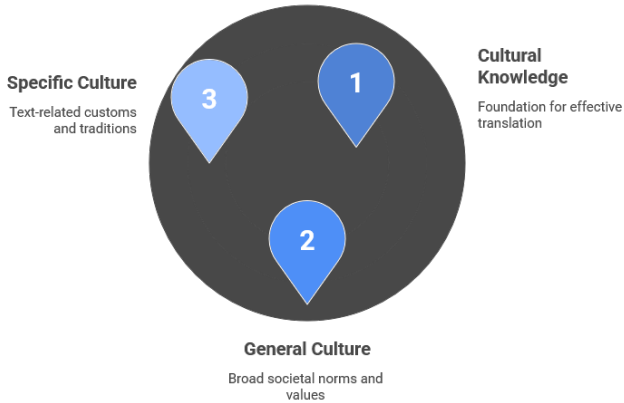 Cultural
Knowledge
Foundation for effective
translation
1
Specific Culture
Text-related customs
and traditions
3
2
General Culture
Broad societal norms and
values